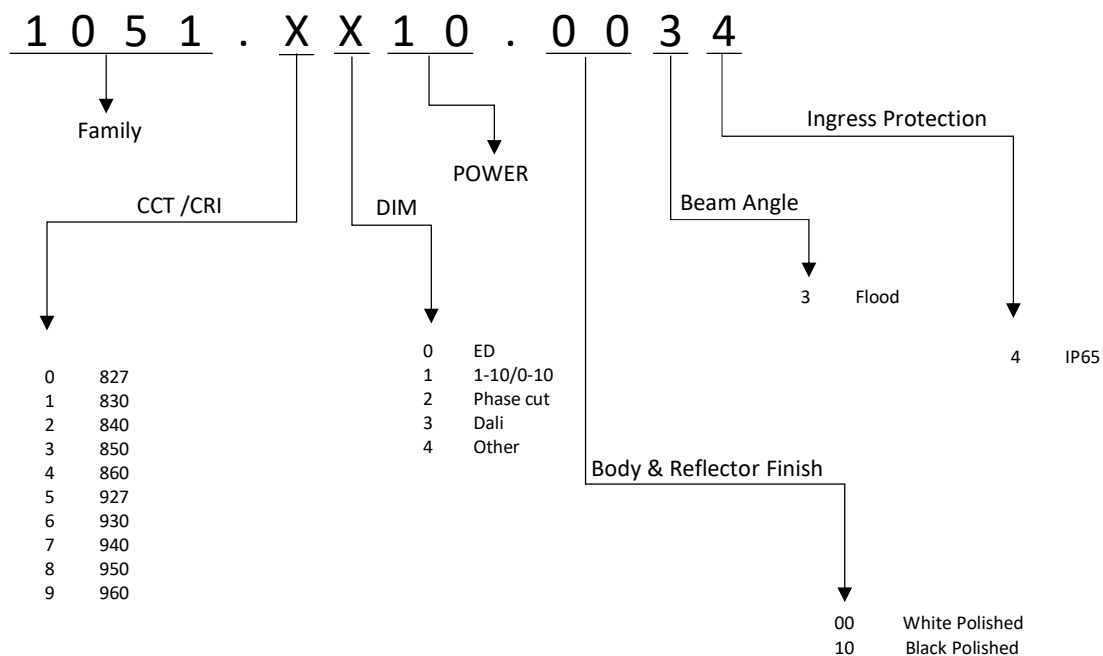 1 0 5 1 . X X 1 0 . 0 0 3 4
Family
POWER
Ingress Protection
CCT /CRI
DIM
Beam Angle
3 Flood
4 IP65
0 827
1 830
2 840
3 850
4 860
5 927
6 930
7 940
8 950
9 960
0 ED
1 1-10/0-10
2 Phase cut
3 Dali
4 Other
Body & Reflector Finish
00 White Polished
10 Black Polished